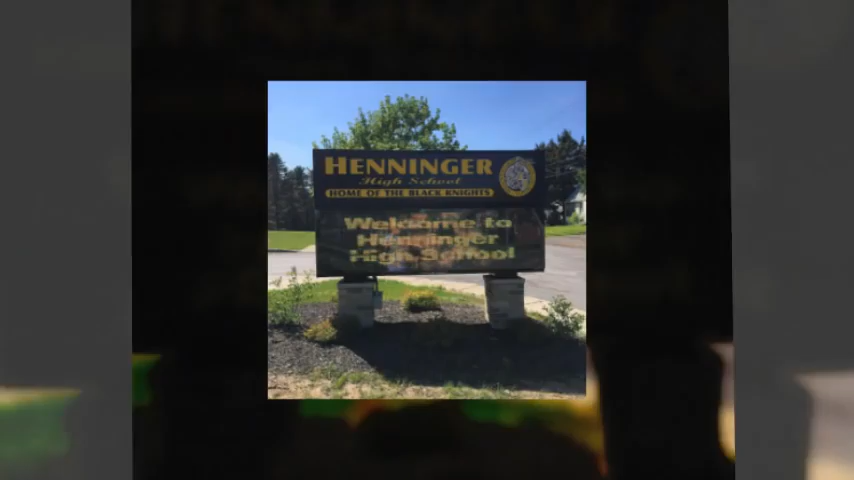 HENNINGER
High School
HOME OF THE BLACK KNIGHTS
Welcome to
Henninger
High School